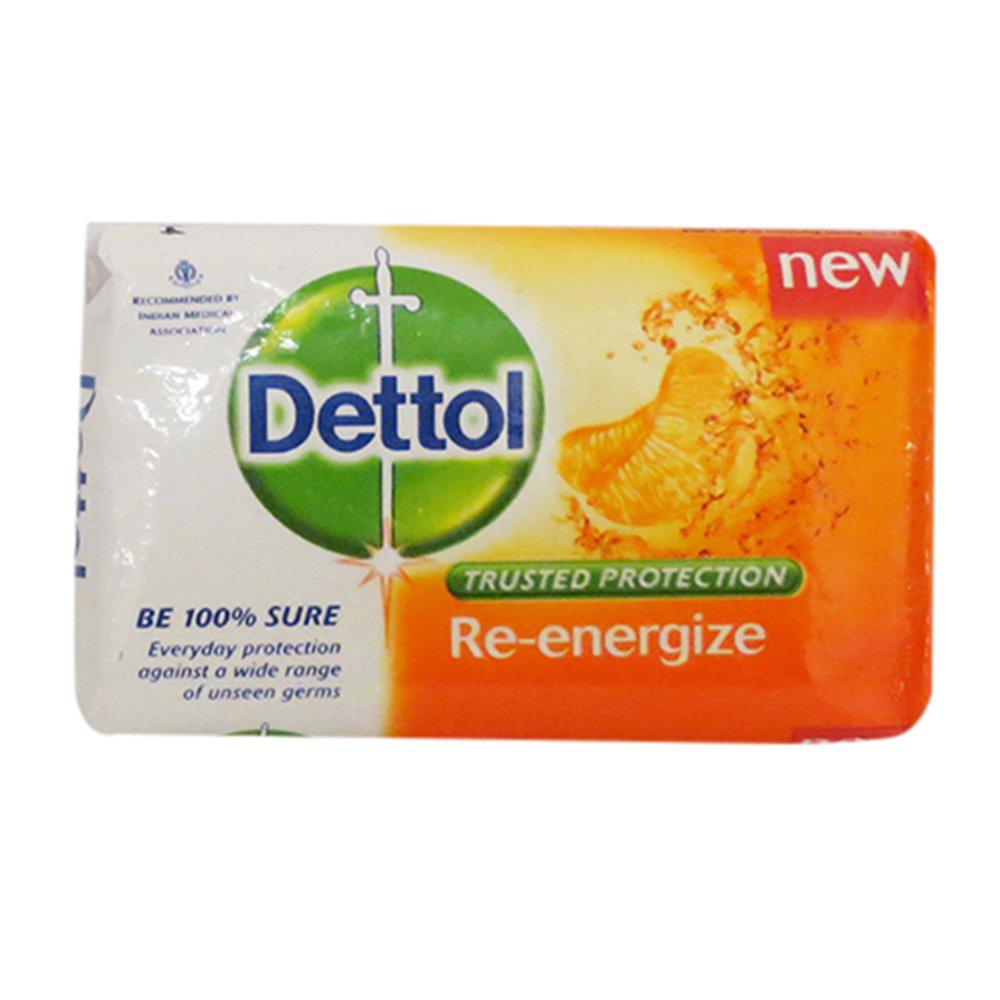 RECOMMENDED BY
INDIAN MEDICAL
ASSOCIATION
new
Dettol
TRUSTED PROTECTION
Re-energize
BE 100% SURE
Everyday protection
against a wide range
of unseen germs